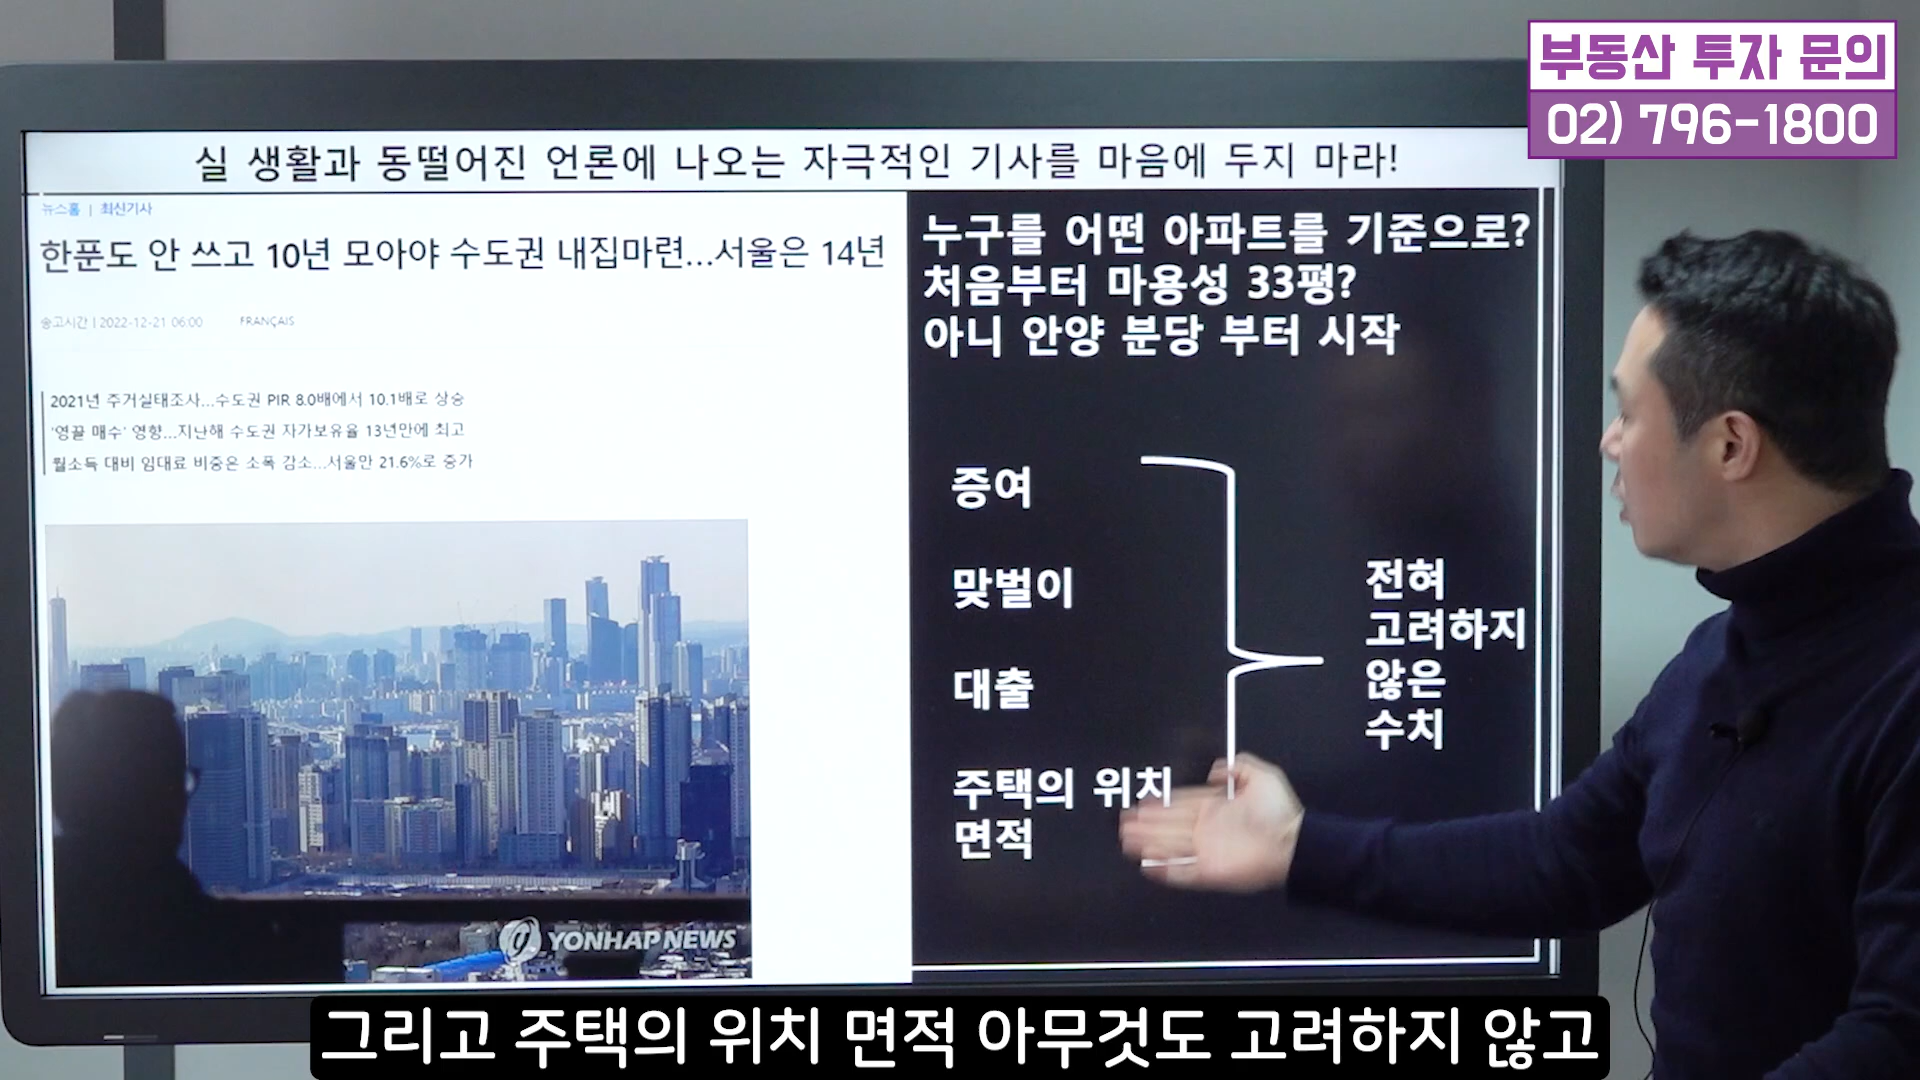 부동산 투자 문의
02) 796-1800
실 생활과 동떨어진 언론에 나오는 자극적인 기사를 마음에 두지 마라!
뉴스홈 | 최신기사
한푼도 안 쓰고 10년 모아야 수도권 내집마련...서울은 14년
송고시간 | 2022-12-21 06:00 FRANÇAIS
2021년 주거실태조사...수도권 PIR 8.0배에서 10.1배로 상승
'영끌 매수' 영향...지난해 수도권 자가보유율 13년만에 최고
월소득 대비 임대료 비중은 소폭 감소...서울만 21.6%로 증가
YONHAP NEWS
누구를 어떤 아파트를 기준으로?
처음부터 마용성 33평?
아니 안양 분당 부터 시작
증여
맞벌이
대출
주택의 위치
면적
전혀
고려하지
않은
수치
그리고 주택의 위치 면적 아무것도 고려하지 않고